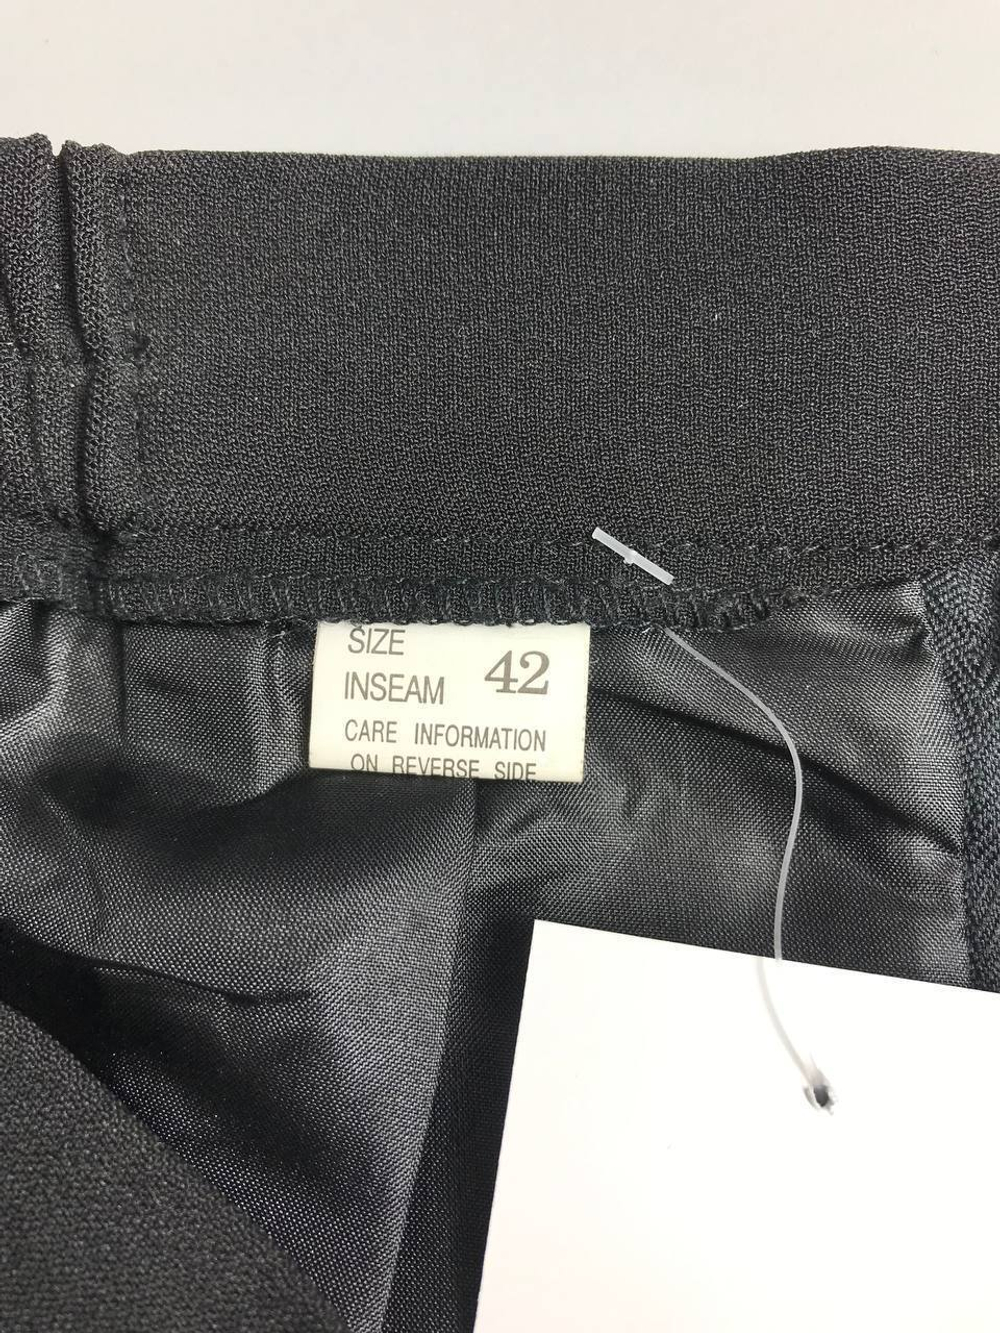 SIZE 42
INSEAM
CARE INFORMATION
ON REVERSE SIDE